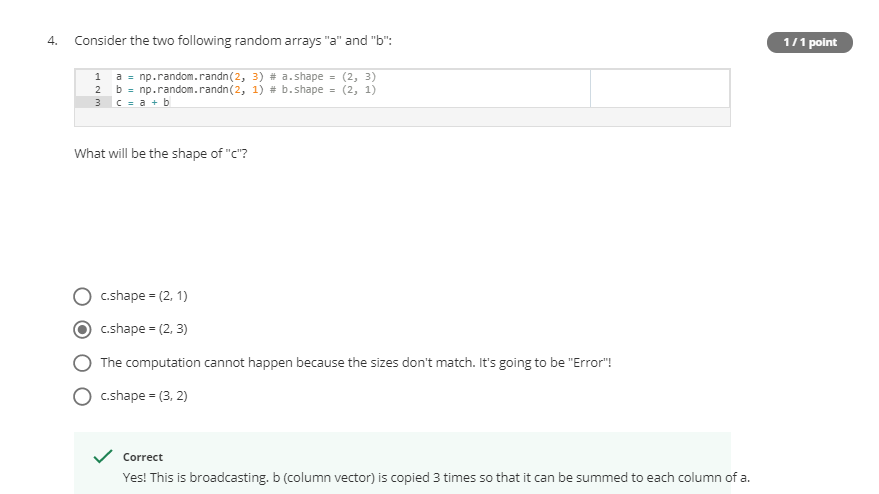 4. Consider the two following random arrays "a" and "b":
1 / 1 point
1 a = np.random.randn(2, 3) # a.shape = (2, 3)
2 b = np.random.randn(2, 1) # b.shape = (2, 1)
3 c = a + b
What will be the shape of "c"?
c.shape = (2, 1)
c.shape = (2, 3)
The computation cannot happen because the sizes don't match. It's going to be "Error"!
c.shape = (3, 2)
Correct
Yes! This is broadcasting. b (column vector) is copied 3 times so that it can be summed to each column of a.